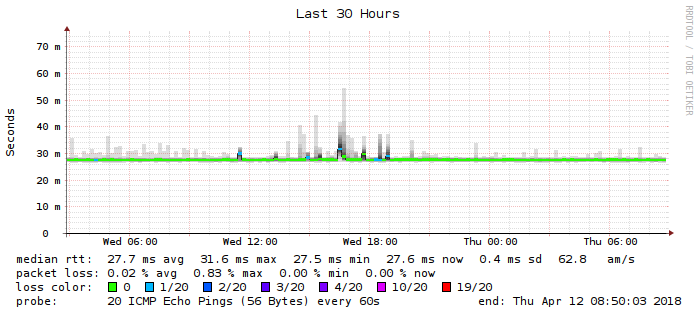 Last 30 Hours
RRDTOOL / TOBI OETIKER
Seconds
70 m
60 m
50 m
40 m
30 m
20 m
10 m
0
Wed 06:00 Wed 12:00 Wed 18:00 Thu 00:00 Thu 06:00
median rtt: 27.7 ms avg 31.6 ms max 27.5 ms min 27.6 ms now 0.4 ms sd 62.8 am/s
packet loss: 0.02 % avg 0.83 % max 0.00 % min 0.00 % now
loss color: 0 1/20 2/20 3/20 4/20 10/20 19/20
probe: 20 ICMP Echo Pings (56 Bytes) every 60s end: Thu Apr 12 08:50:03 2018